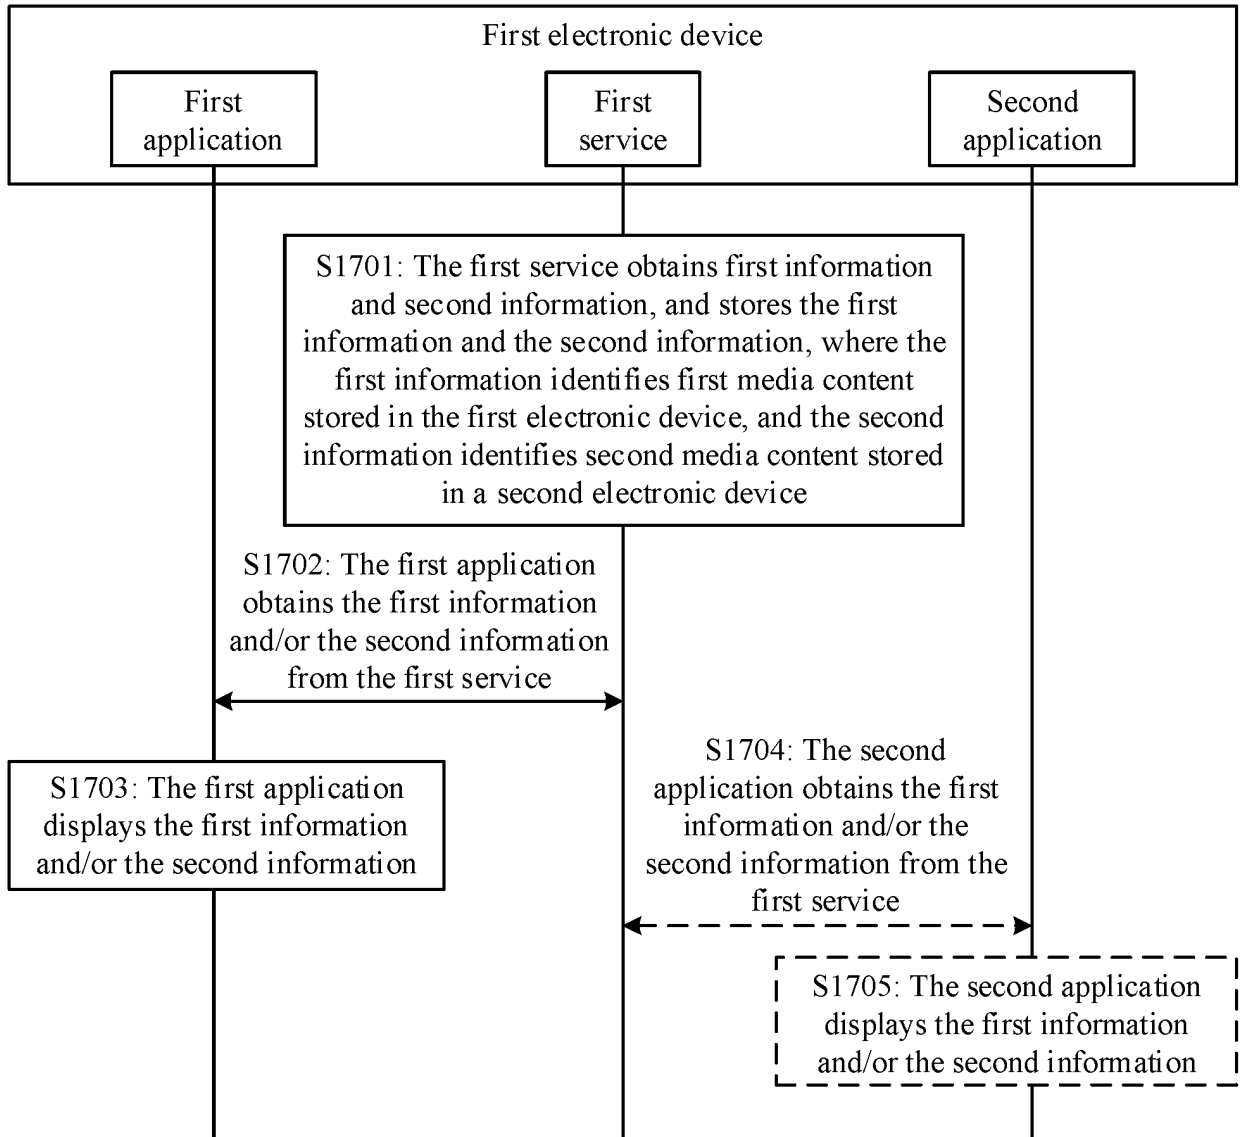 First electronic device
First
application
First
service
Second
application
S1701: The first service obtains first information
and second information, and stores the first
information and the second information, where the
first information identifies first media content
stored in the first electronic device, and the second
information identifies second media content stored
in a second electronic device
S1702: The first application
obtains the first information
and/or the second information
from the first service
S1703: The first application
displays the first information
and/or the second information
S1704: The second
application obtains the first
information and/or the
second information from the
first service
S1705: The second application
displays the first information
and/or the second information